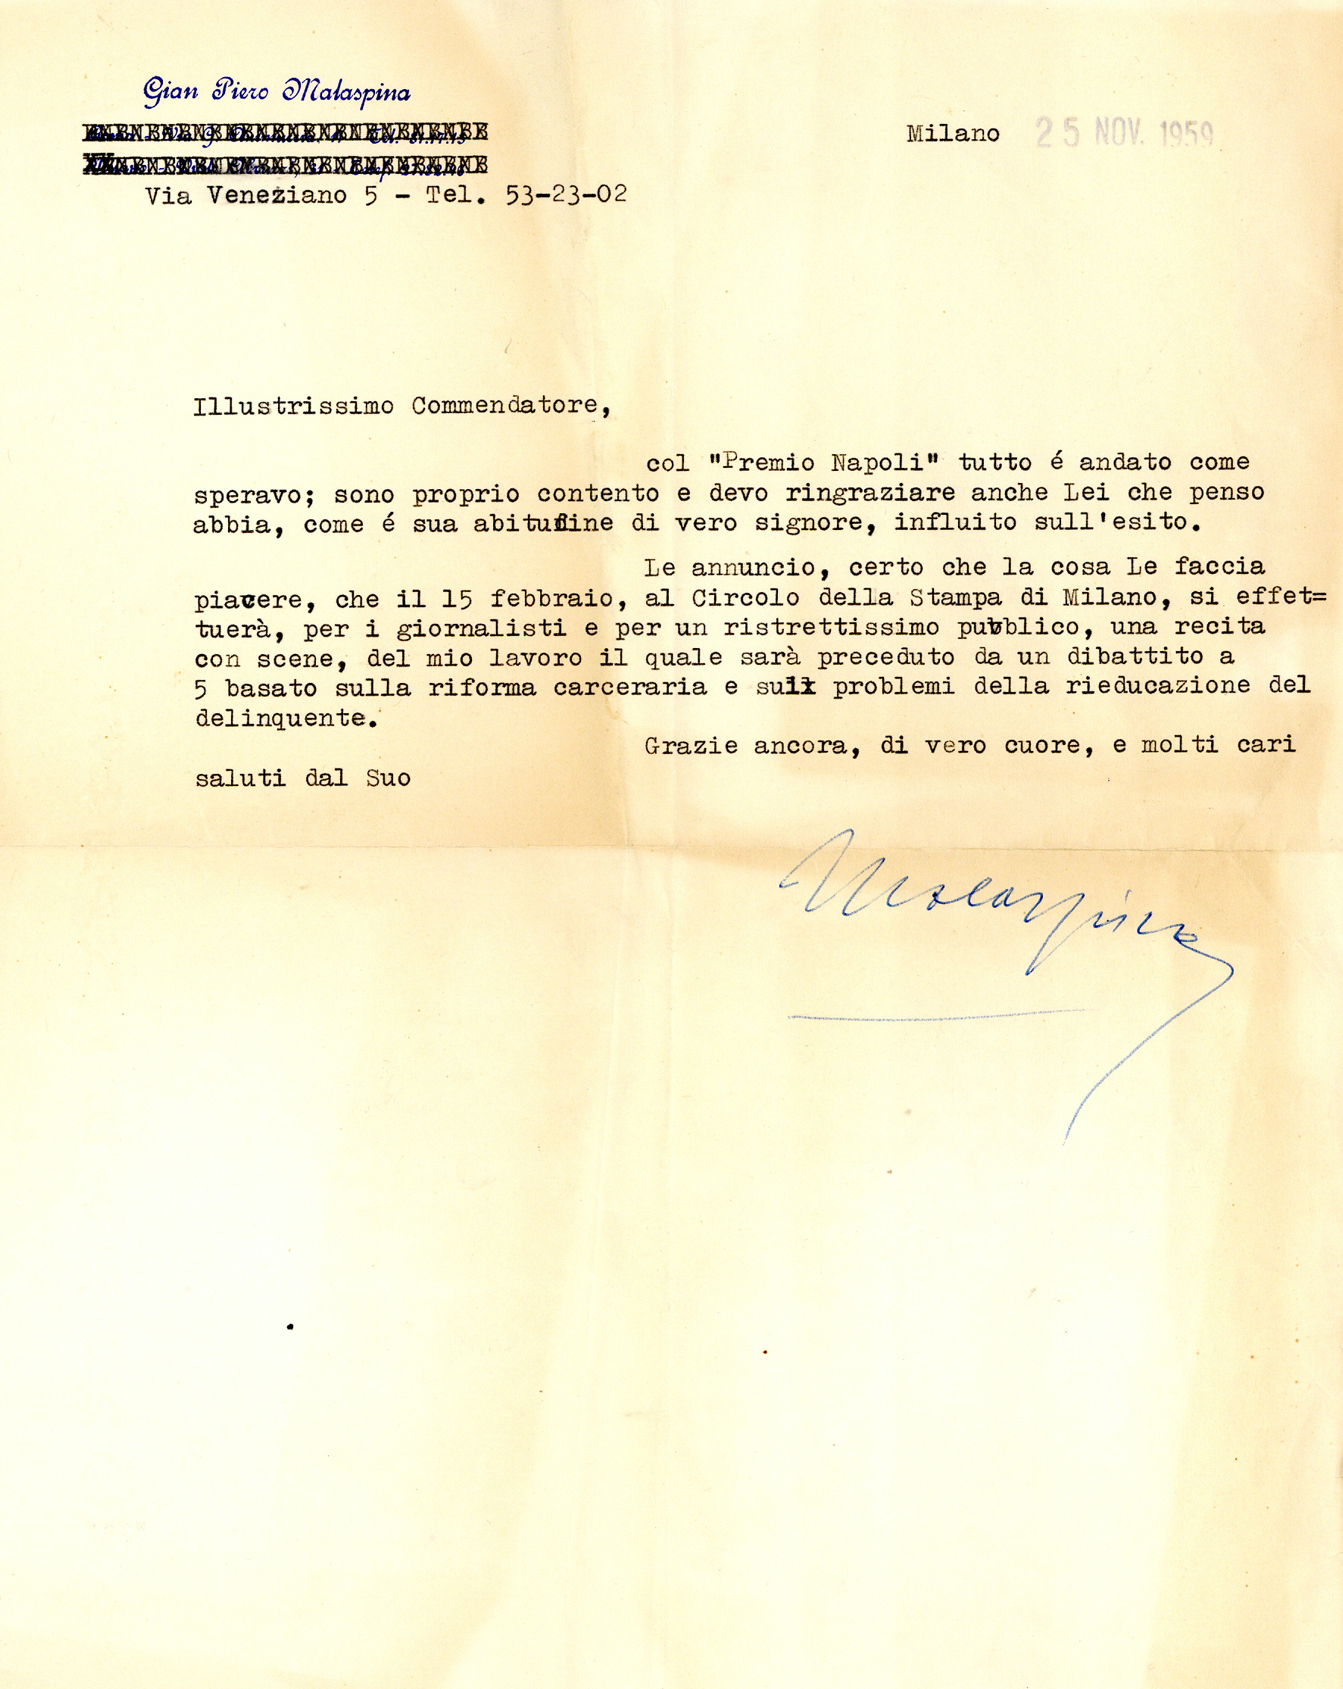 Gian Piero Malaspina
Milano 25 NOV. 1959
Via Veneziano 5 - Tel. 53-23-02
Illustrissimo Commendatore,
col "Premio Napoli" tutto é andato come
speravo; sono proprio contento e devo ringraziare anche Lei che penso
abbia, come é sua abitudine di vero signore, influito sull'esito.
Le annuncio, certo che la cosa Le faccia
piacere, che il 15 febbraio, al Circolo della Stampa di Milano, si effet=
tuerà, per i giornalisti e per un ristrettissimo pubblico, una recita
con scene, del mio lavoro il quale sarà preceduto da un dibattito a
5 basato sulla riforma carceraria e sui problemi della rieducazione del
delinquente.
Grazie ancora, di vero cuore, e molti cari
saluti dal Suo
Malaspina